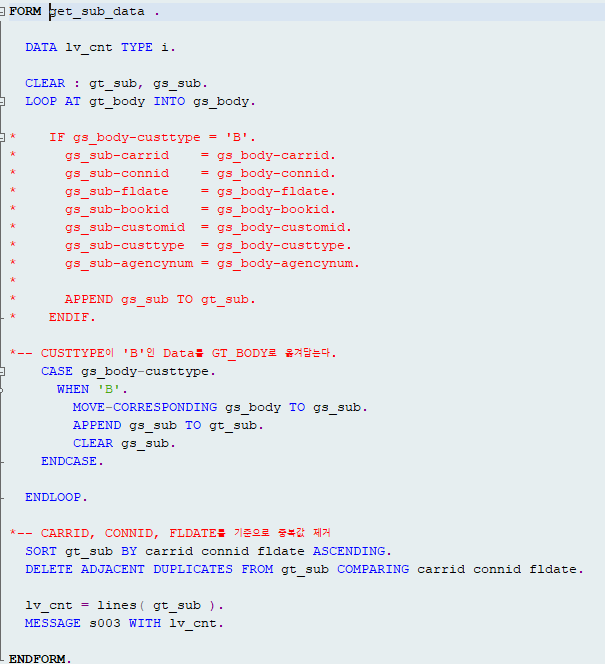 FORM get_sub_data .
DATA lv_cnt TYPE i.
CLEAR : gt_sub, gs_sub.
LOOP AT gt_body INTO gs_body.
*    IF gs_body-custtype = 'B'.
*      gs_sub-carrid    = gs_body-carrid.
*      gs_sub-connid    = gs_body-connid.
*      gs_sub-fldate    = gs_body-fldate.
*      gs_sub-bookid    = gs_body-bookid.
*      gs_sub-customid  = gs_body-customid.
*      gs_sub-custtype  = gs_body-custtype.
*      gs_sub-agencynum = gs_body-agencynum.
*
*      APPEND gs_sub TO gt_sub.
*    ENDIF.
*-- CUSTTYPE이 'B'인 Data를 GT_BODY로 옮겨담는다.
CASE gs_body-custtype.
WHEN 'B'.
MOVE-CORRESPONDING gs_body TO gs_sub.
APPEND gs_sub TO gt_sub.
CLEAR gs_sub.
ENDCASE.
ENDLOOP.
*-- CARRID, CONNID, FLDATE를 기준으로 중복값 제거
SORT gt_sub BY carrid connid fldate ASCENDING.
DELETE ADJACENT DUPLICATES FROM gt_sub COMPARING carrid connid fldate.
lv_cnt = lines( gt_sub ).
MESSAGE s003 WITH lv_cnt.
ENDFORM.